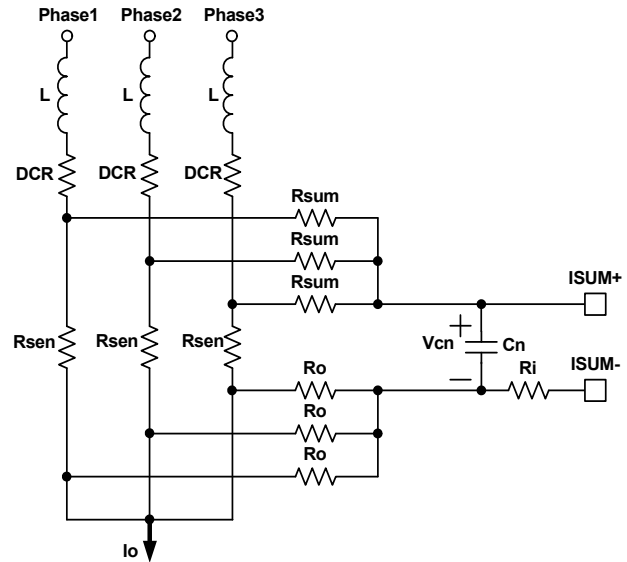 Phase1 Phase2 Phase3
L L L
DCR DCR DCR
Rsum
Rsum
Rsum
ISUM+
Rsen Rsen Rsen
+
Vcn Cn
−
Ro
Ri
ISUM-
Ro
Ro
Io